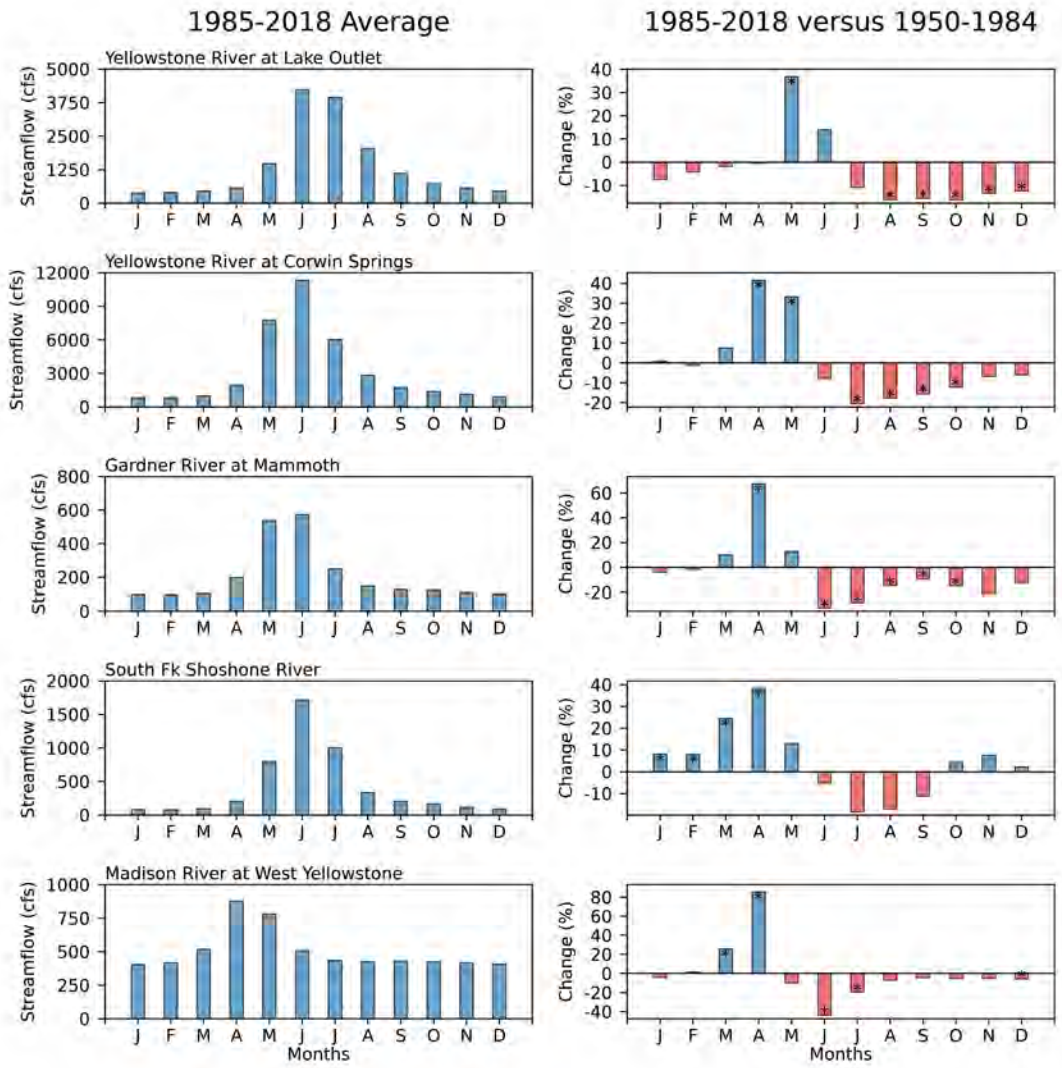 1985-2018 Average
1985-2018 versus 1950-1984
Yellowstone River at Lake Outlet
Streamflow (cfs)
5000
3750
2500
1250
0
J F M A M J J A S O N D
Change (%)
40
30
20
10
0
-10
*
*
*
*
*
*
J F M A M J J A S O N D
Yellowstone River at Corwin Springs
Streamflow (cfs)
12000
9000
6000
3000
0
J F M A M J J A S O N D
Change (%)
40
30
20
10
0
-10
-20
*
*
*
*
*
*
J F M A M J J A S O N D
Gardner River at Mammoth
Streamflow (cfs)
800
600
400
200
0
J F M A M J J A S O N D
Change (%)
60
40
20
0
-20
*
*
*
*
*
*
J F M A M J J A S O N D
South Fk Shoshone River
Streamflow (cfs)
2000
1500
1000
500
0
J F M A M J J A S O N D
Change (%)
40
30
20
10
0
-10
*
*
*
*
J F M A M J J A S O N D
Madison River at West Yellowstone
Streamflow (cfs)
1000
750
500
250
0
J F M A M J J A S O N D
Months
Change (%)
80
60
40
20
0
-20
-40
*
*
*
*
*
J F M A M J J A S O N D
Months